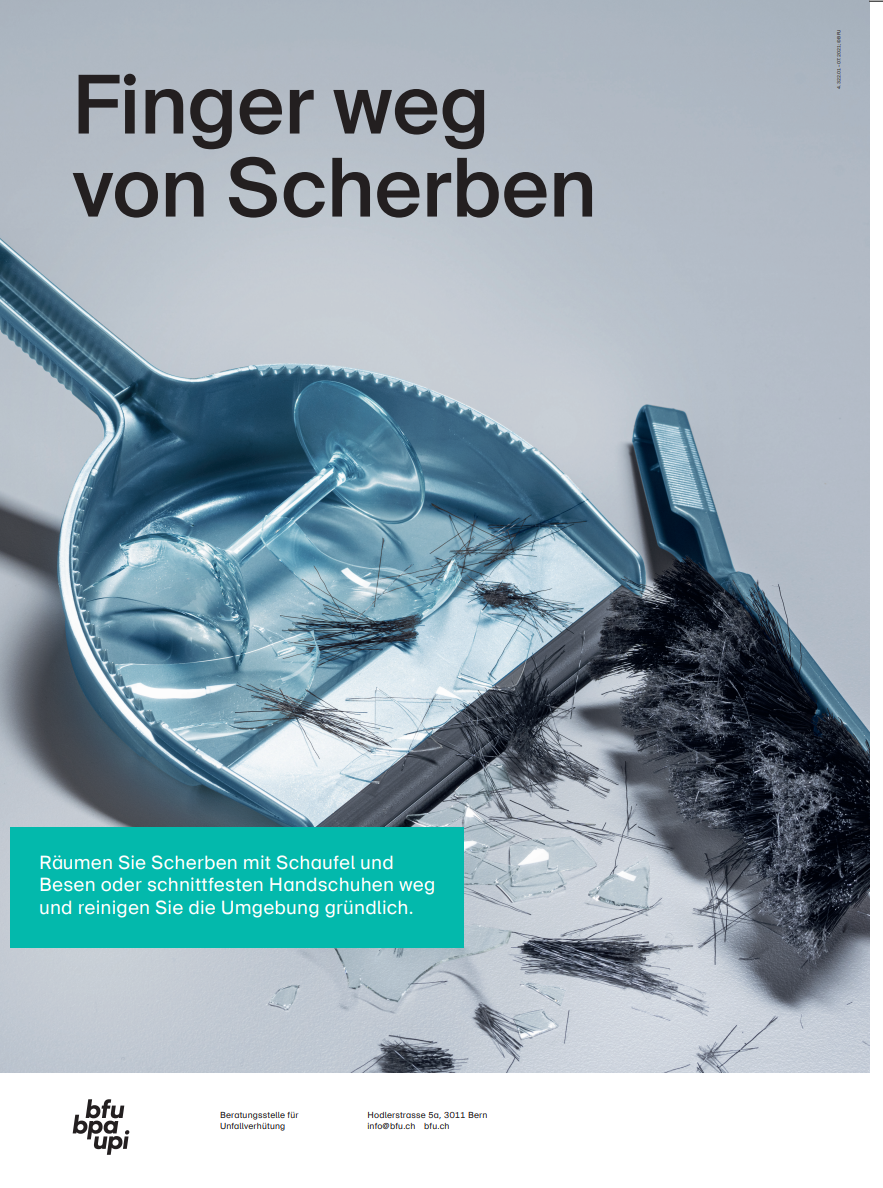 Finger weg
von Scherben
Räumen Sie Scherben mit Schaufel und
Besen oder schnittfesten Handschuhen weg
und reinigen Sie die Umgebung gründlich.
bfu
bpa
upi
Beratungsstelle für
Unfallverhütung
Hodlerstrasse 5a, 3011 Bern
info@bfu.ch bfu.ch